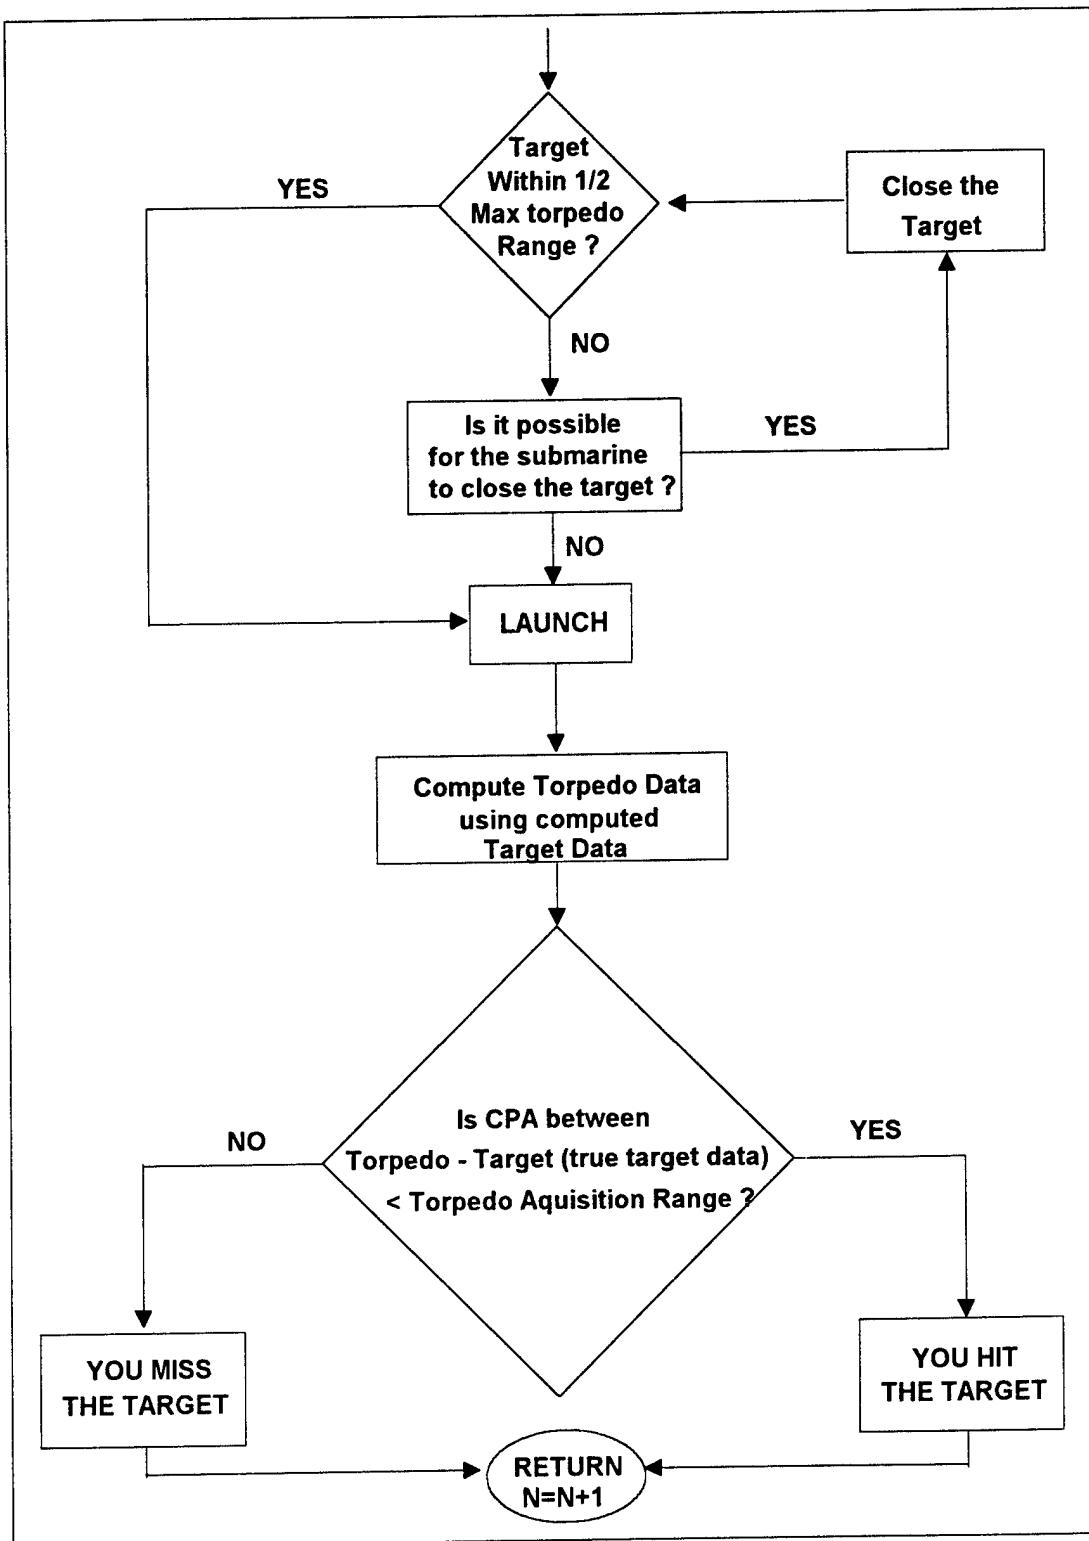 Target
Within 1/2
Max torpedo
Range ?
YES
Close the
Target
NO
Is it possible
for the submarine
to close the target ?
YES
NO
LAUNCH
Compute Torpedo Data
using computed
Target Data
Is CPA between
Torpedo - Target (true target data)
< Torpedo Aquisition Range ?
NO
YES
YOU MISS
THE TARGET
YOU HIT
THE TARGET
RETURN
N=N+1